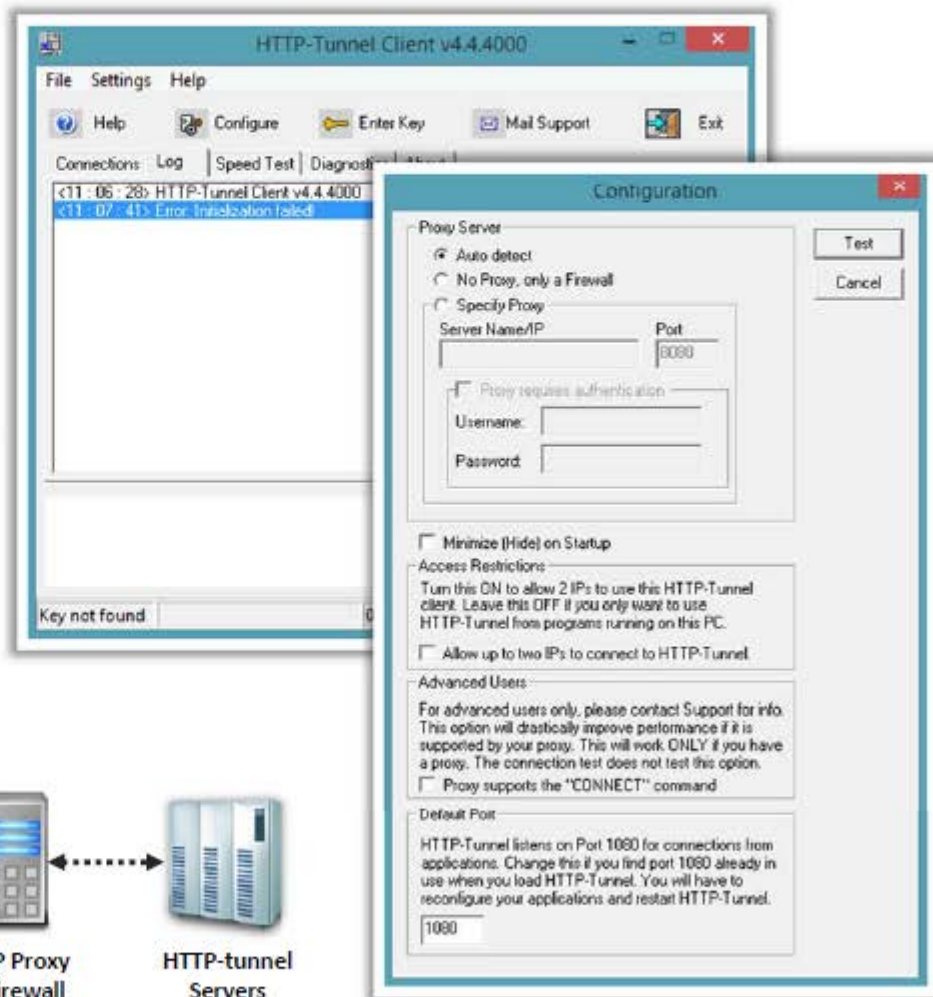 HTTP-Tunnel Client v4.4.4000
File Settings Help
Help Configure Enter Key Mail Support Exit
Connections Log Speed Test Diagnostics About
<11 : 06 : 28> HTTP-Tunnel Client v4.4.4000
<11 : 07 : 41> Error: Initialization failed!
Key not found 0
Configuration
Proxy Server
Auto detect
No Proxy, only a Firewall
Specify Proxy
Server Name/IP Port
8080
Proxy requires authentication
Username:
Password:
Test
Cancel
Minimize (Hide) on Startup
Access Restrictions
Turn this ON to allow 2 IPs to use this HTTP-Tunnel
client. Leave this OFF if you only want to use
HTTP-Tunnel from programs running on this PC.
Allow up to two IPs to connect to HTTP-Tunnel
Advanced Users
For advanced users only, please contact Support for info.
This option will drastically improve performance if it is
supported by your proxy. This will work ONLY if you have
a proxy. The connection test does not test this option.
Proxy supports the "CONNECT" command
Default Port
HTTP-Tunnel listens on Port 1080 for connections from
applications. Change this if you find port 1080 already in
use when you load HTTP-Tunnel. You will have to
reconfigure your applications and restart HTTP-Tunnel.
1080
P Proxy
irewall
HTTP-tunnel
Servers